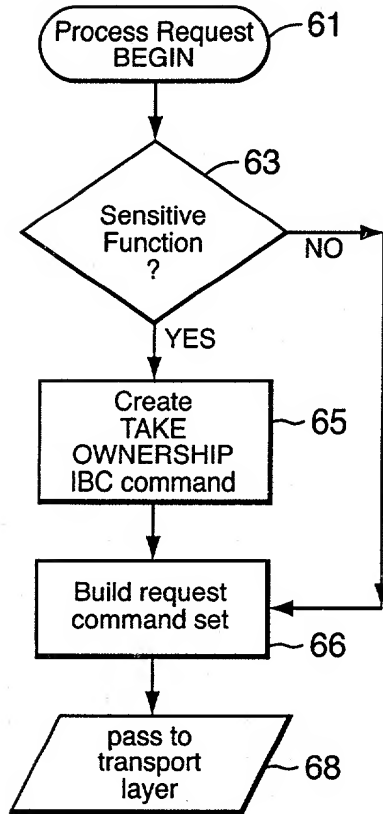 Process Request
BEGIN
61
63
Sensitive
Function
?
NO
YES
Create
TAKE
OWNERSHIP
IBC command
65
Build request
command set
66
pass to
transport
layer
68